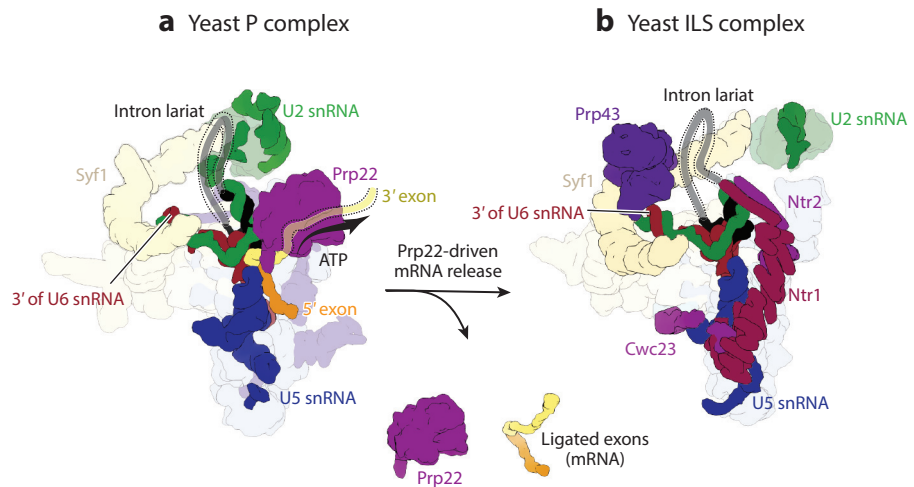 a Yeast P complex
Intron lariat
U2 snRNA
Syf1
Prp22
3′ exon
ATP
3′ of U6 snRNA
5′ exon
U5 snRNA
Prp22-driven
mRNA release
Prp22
Ligated exons
(mRNA)
b Yeast ILS complex
Intron lariat
Prp43
U2 snRNA
Syf1
3′ of U6 snRNA
Ntr2
Ntr1
Cwc23
U5 snRNA